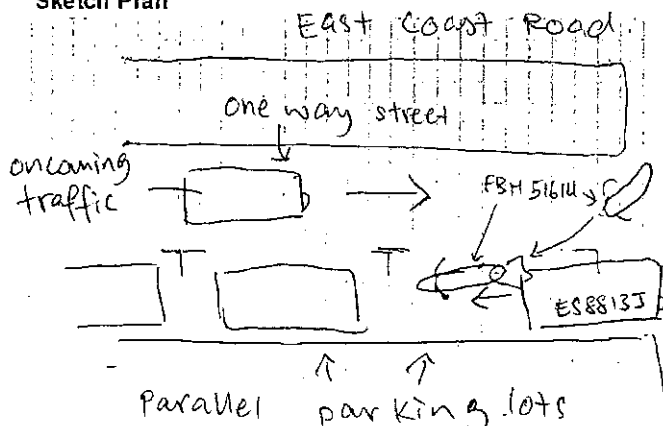 Sketch Plan
East Coast Road
one way street
oncoming
traffic
FBH 5161U
ES8813J
Parallel parking lots